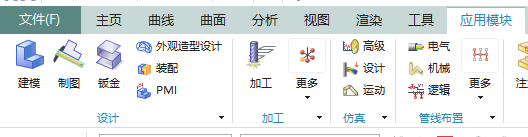 文件(F) 主页 曲线 曲面 分析 视图 渲染 工具 应用模块
建模 制图 钣金 外观造型设计 装配 PMI 加工 更多 高级 设计 运动 电气 机械 逻辑 更多 注
设计 加工 仿真 管线布置